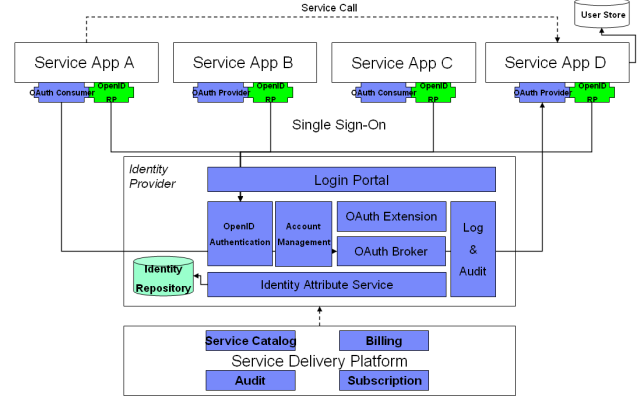 Service Call
User Store
Service App A
Service App B
Service App C
Service App D
OAuth Consumer
OpenID
RP
OAuth Provider
OpenID
RP
OAuth Consumer
OpenID
RP
OAuth Provider
OpenID
RP
Single Sign-On
Identity
Provider
Login Portal
OpenID
Authentication
Account
Management
OAuth Extension
OAuth Broker
Log
&
Audit
Identity
Repository
Identity Attribute Service
Service Catalog
Billing
Service Delivery Platform
Audit
Subscription